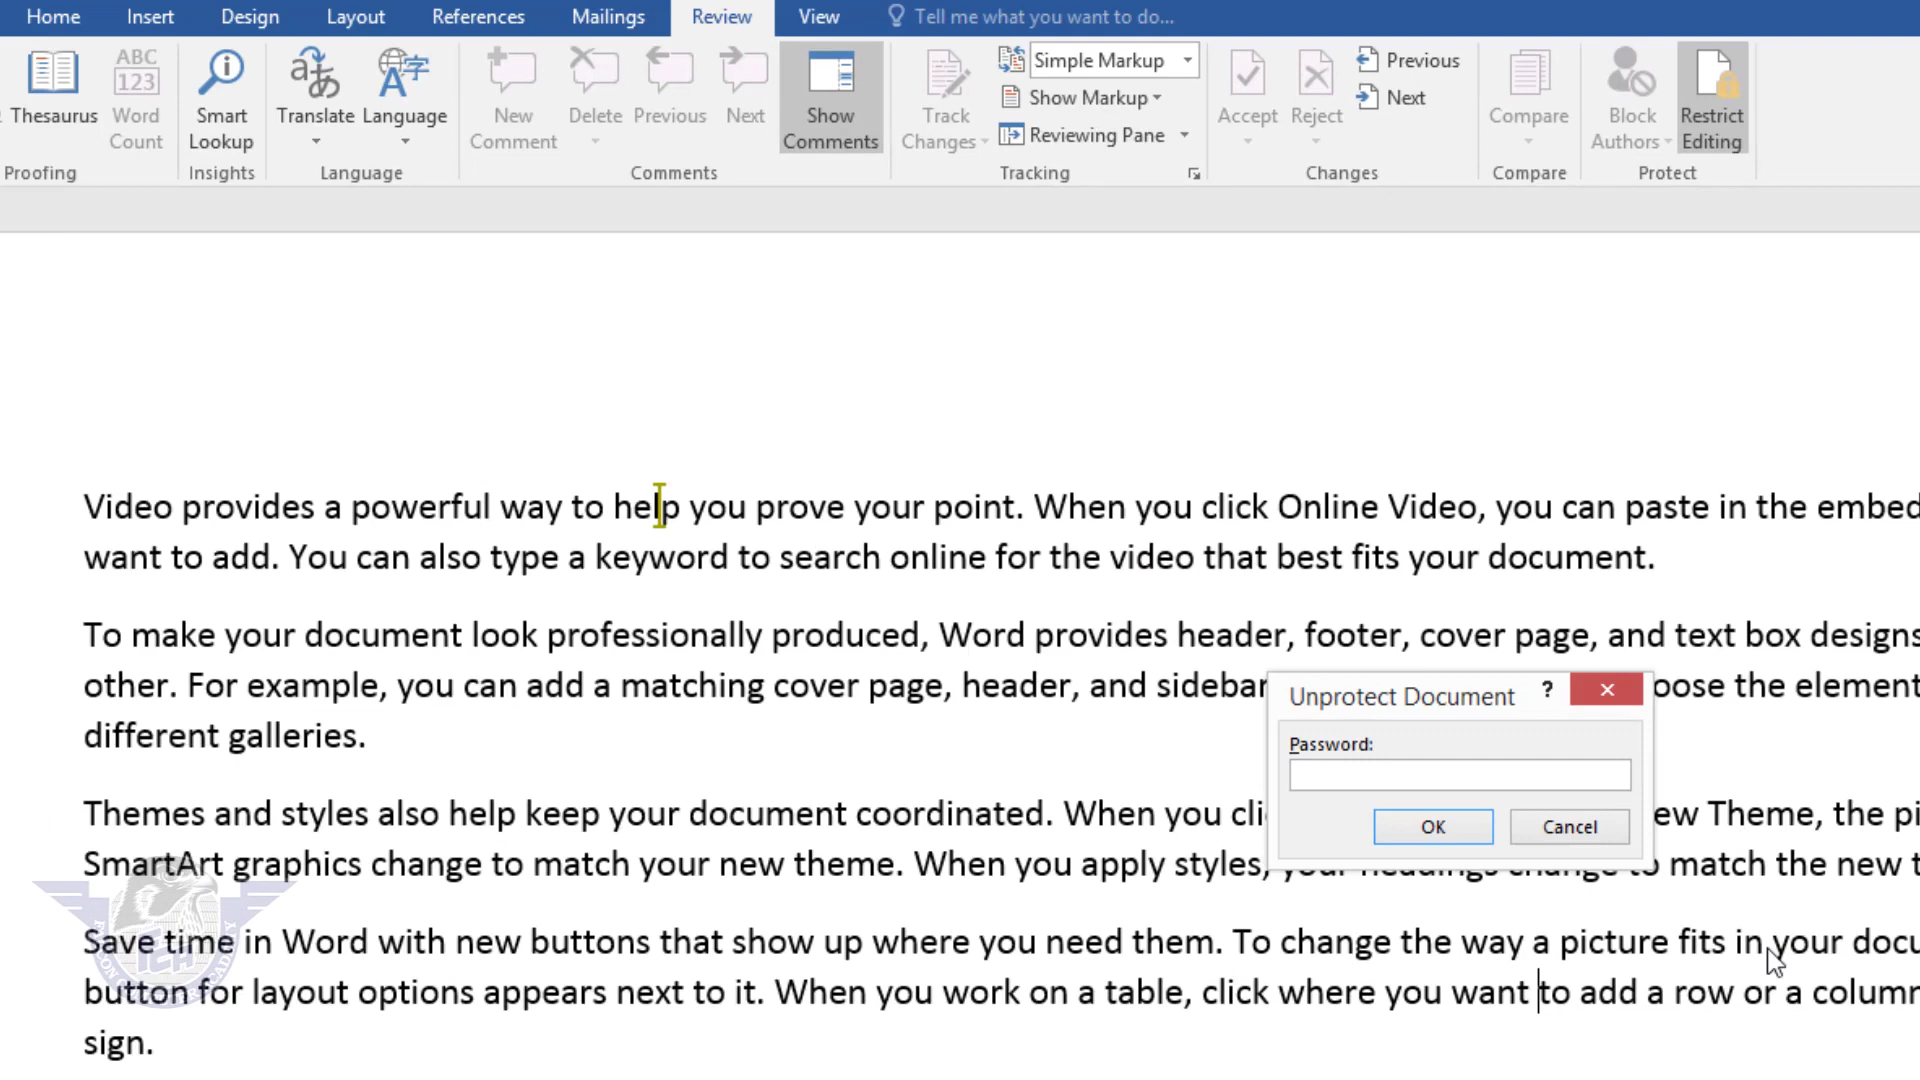 Home Insert Design Layout References Mailings Review View Tell me what you want to do...
Thesaurus
ABC
123
Word
Count
Smart
Lookup
Translate
Language
New
Comment
Delete
Previous
Next
Show
Comments
Track
Changes
Simple Markup
Show Markup
Reviewing Pane
Accept
Reject
Previous
Next
Compare
Block
Authors
Restrict
Editing
Proofing Insights Language Comments Tracking Changes Compare Protect
Video provides a powerful way to help you prove your point. When you click Online Video, you can paste in the embed
want to add. You can also type a keyword to search online for the video that best fits your document.
To make your document look professionally produced, Word provides header, footer, cover page, and text box designs
other. For example, you can add a matching cover page, header, and sidebar oose the element
different galleries.
Themes and styles also help keep your document coordinated. When you cli ew Theme, the pi
SmartArt graphics change to match your new theme. When you apply styles, your headings change to match the new t
Save time in Word with new buttons that show up where you need them. To change the way a picture fits in your docu
button for layout options appears next to it. When you work on a table, click where you want to add a row or a column
sign.
Unprotect Document ?
Password:
OK Cancel